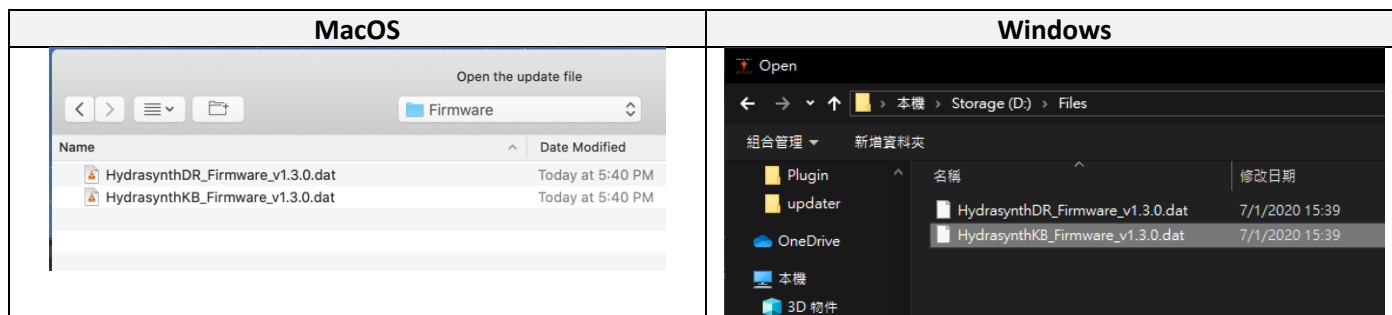 MacOS
Windows
Open the update file
Firmware
Name
Date Modified
HydrasynthDR_Firmware_v1.3.0.dat
Today at 5:40 PM
HydrasynthKB_Firmware_v1.3.0.dat
Today at 5:40 PM
Open
本機 › Storage (D:) › Files
組合管理
新增資料夾
Plugin
updater
OneDrive
本機
3D 物件
名稱
修改日期
HydrasynthDR_Firmware_v1.3.0.dat
7/1/2020 15:39
HydrasynthKB_Firmware_v1.3.0.dat
7/1/2020 15:39